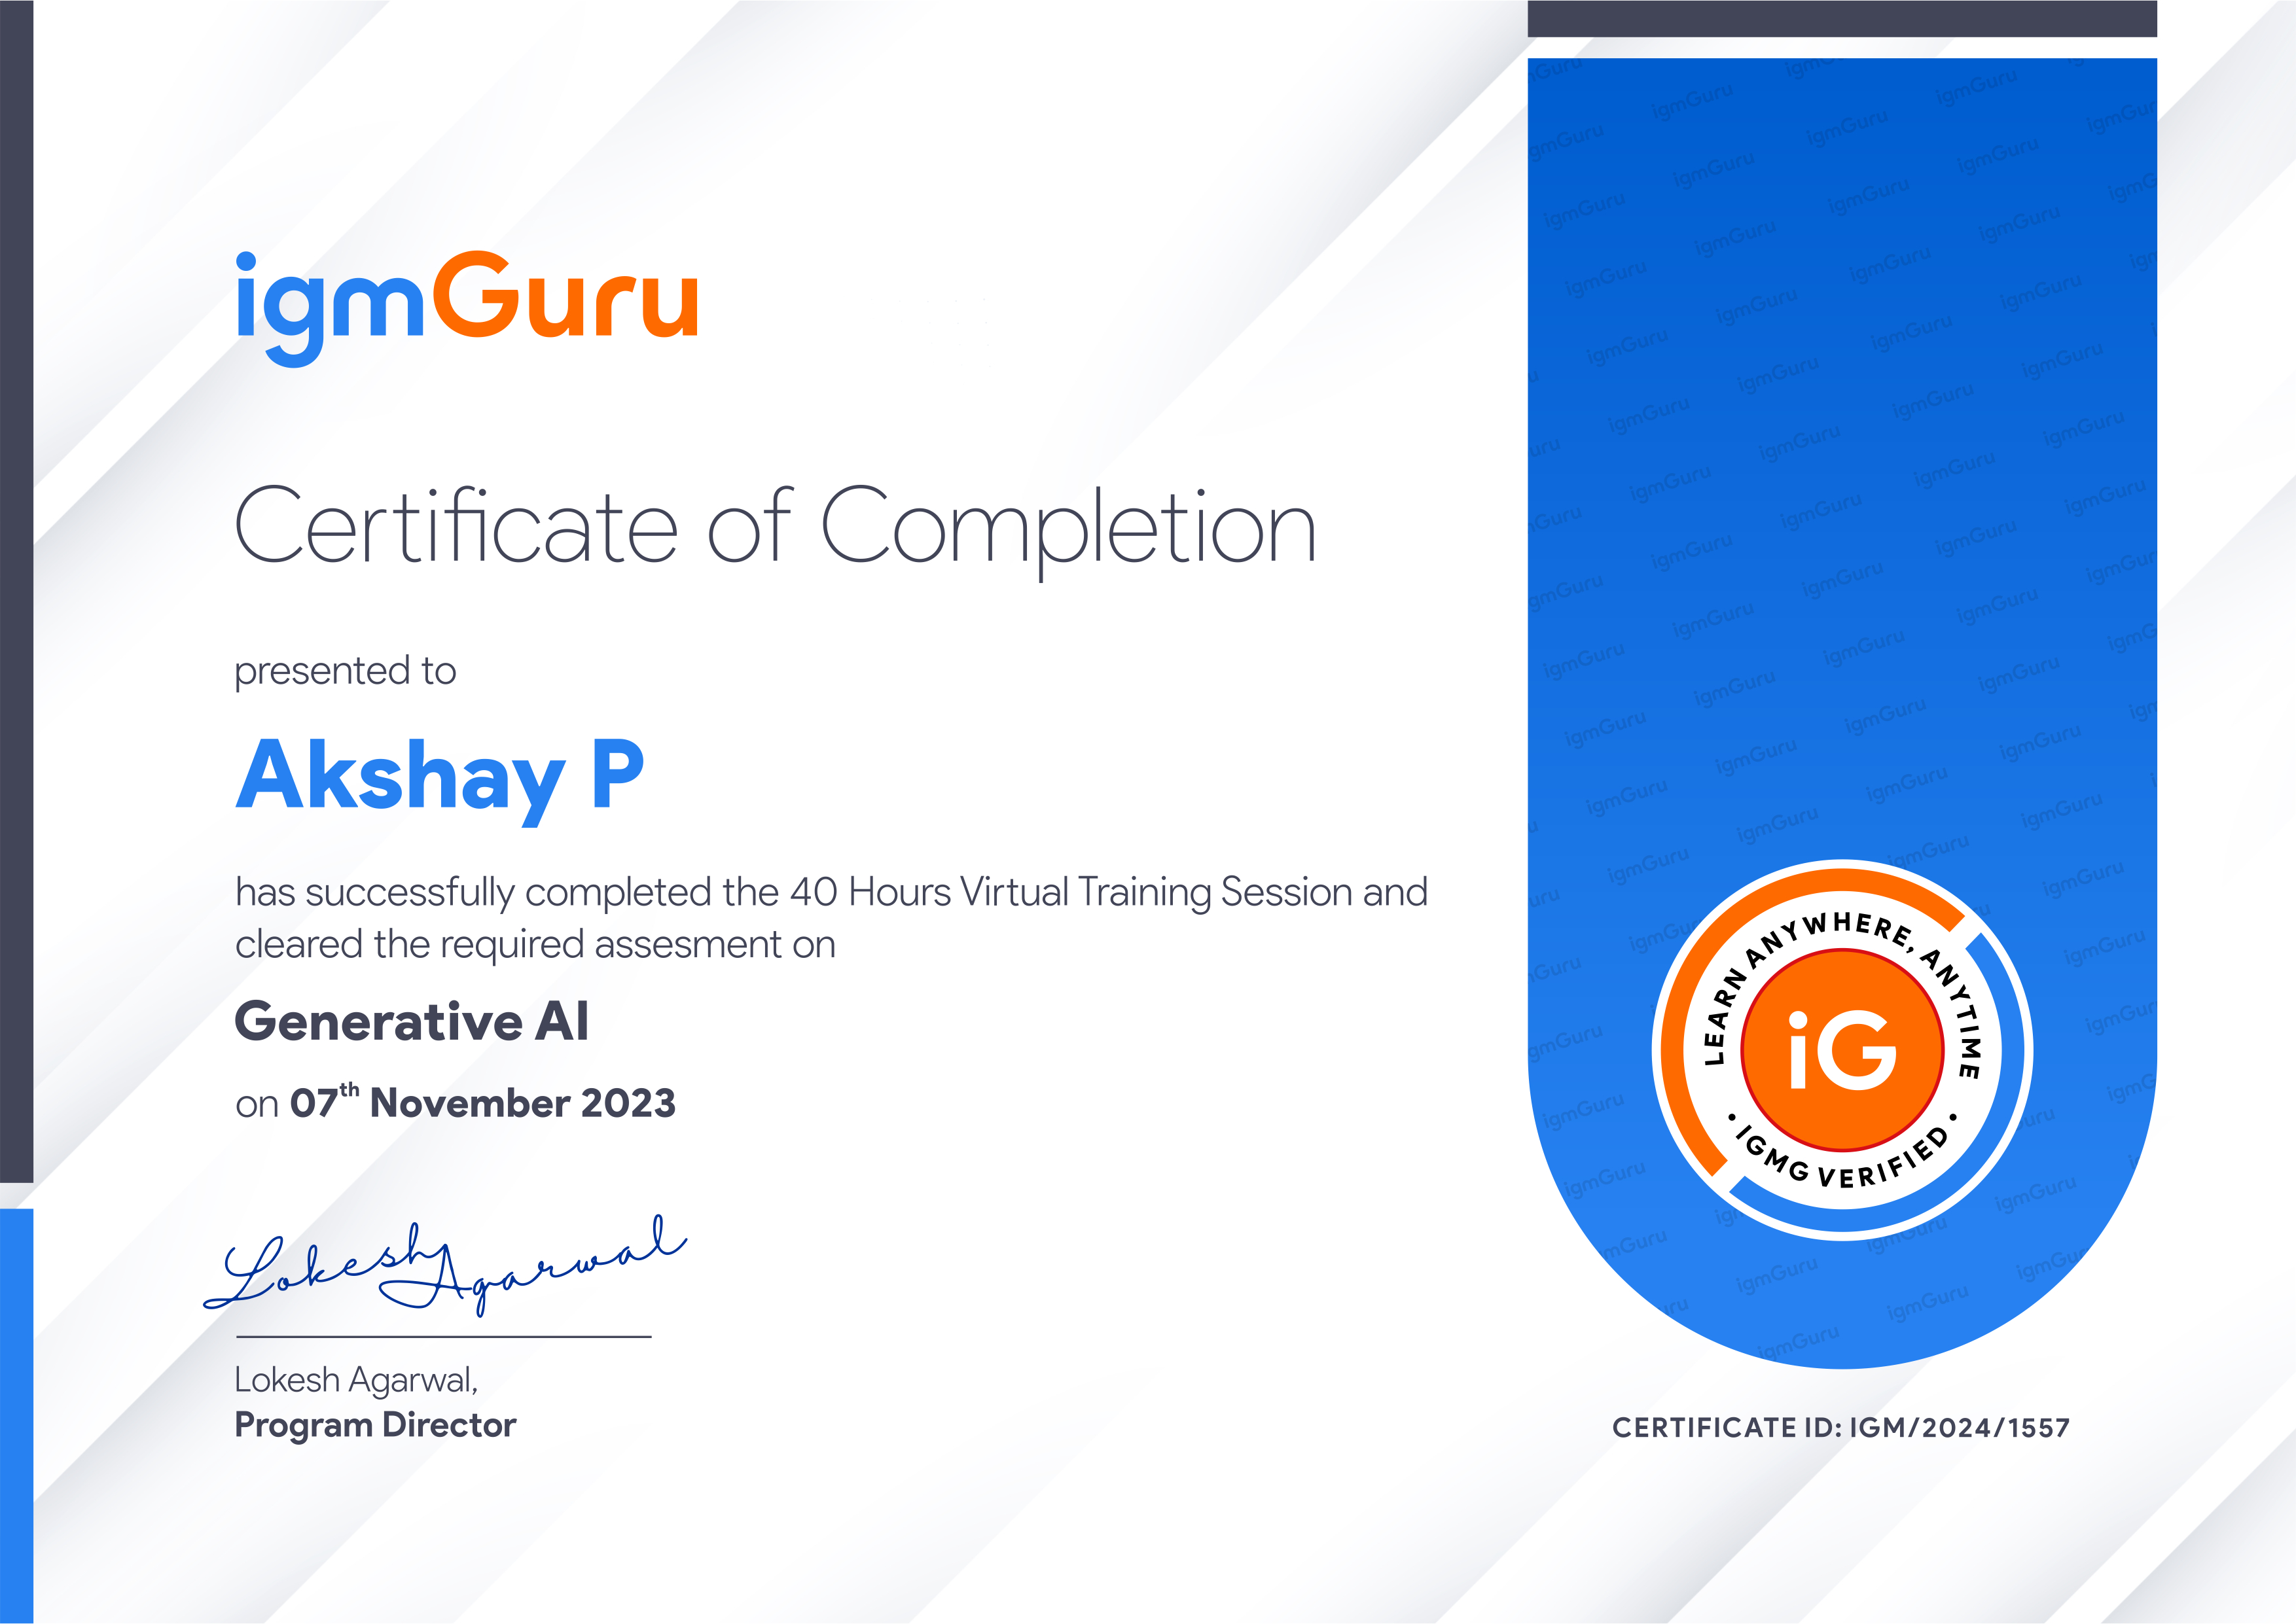 igmGuru
Certificate of Completion
presented to
Akshay P
has successfully completed the 40 Hours Virtual Training Session and
cleared the required assesment on
Generative AI
on 07th November 2023
Lokesh Agarwal
Lokesh Agarwal,
Program Director
LEARN ANYWHERE, ANYTIME
iG
• IGMG VERIFIED •
CERTIFICATE ID: IGM/2024/1557